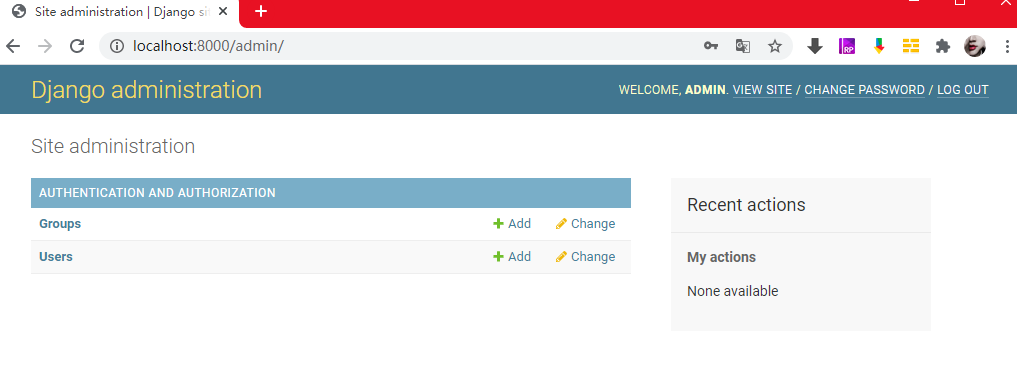 Site administration | Django si
localhost:8000/admin/
RP
Django administration
WELCOME, ADMIN. VIEW SITE / CHANGE PASSWORD / LOG OUT
Site administration
AUTHENTICATION AND AUTHORIZATION
Groups Add Change
Users Add Change
Recent actions
My actions
None available